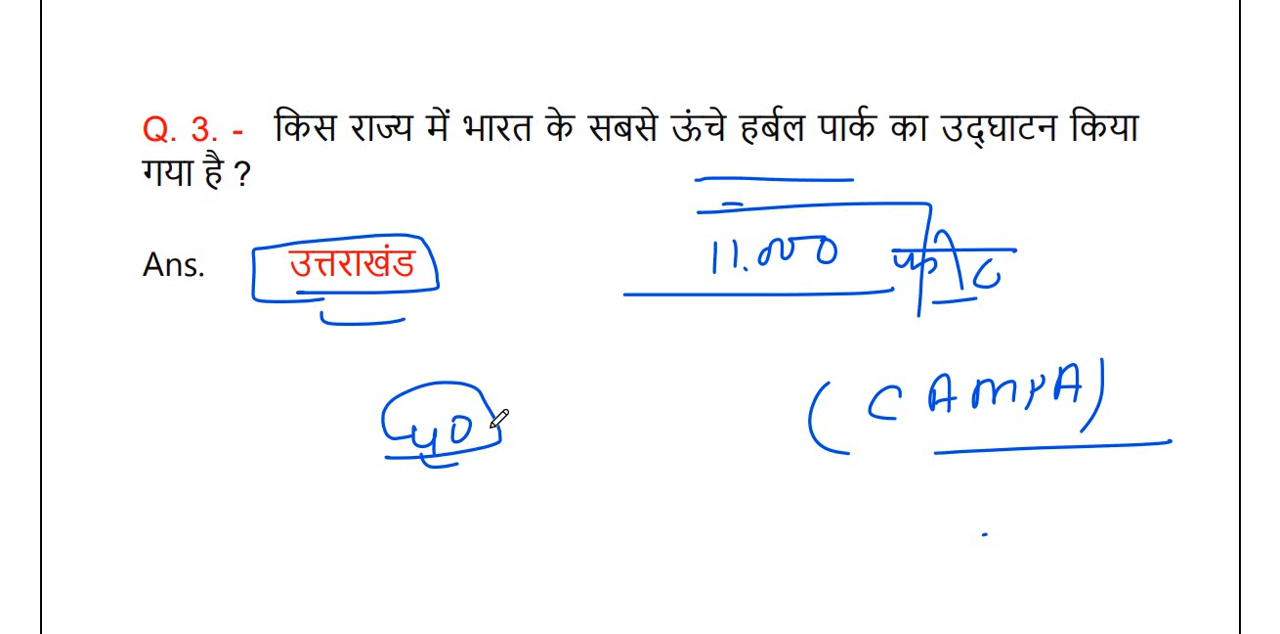 Q. 3. - किस राज्य में भारत के सबसे ऊंचे हर्बल पार्क का उद्घाटन किया
गया है ?
Ans. उत्तराखंड
11.000 फीट
(CAMPA)
40